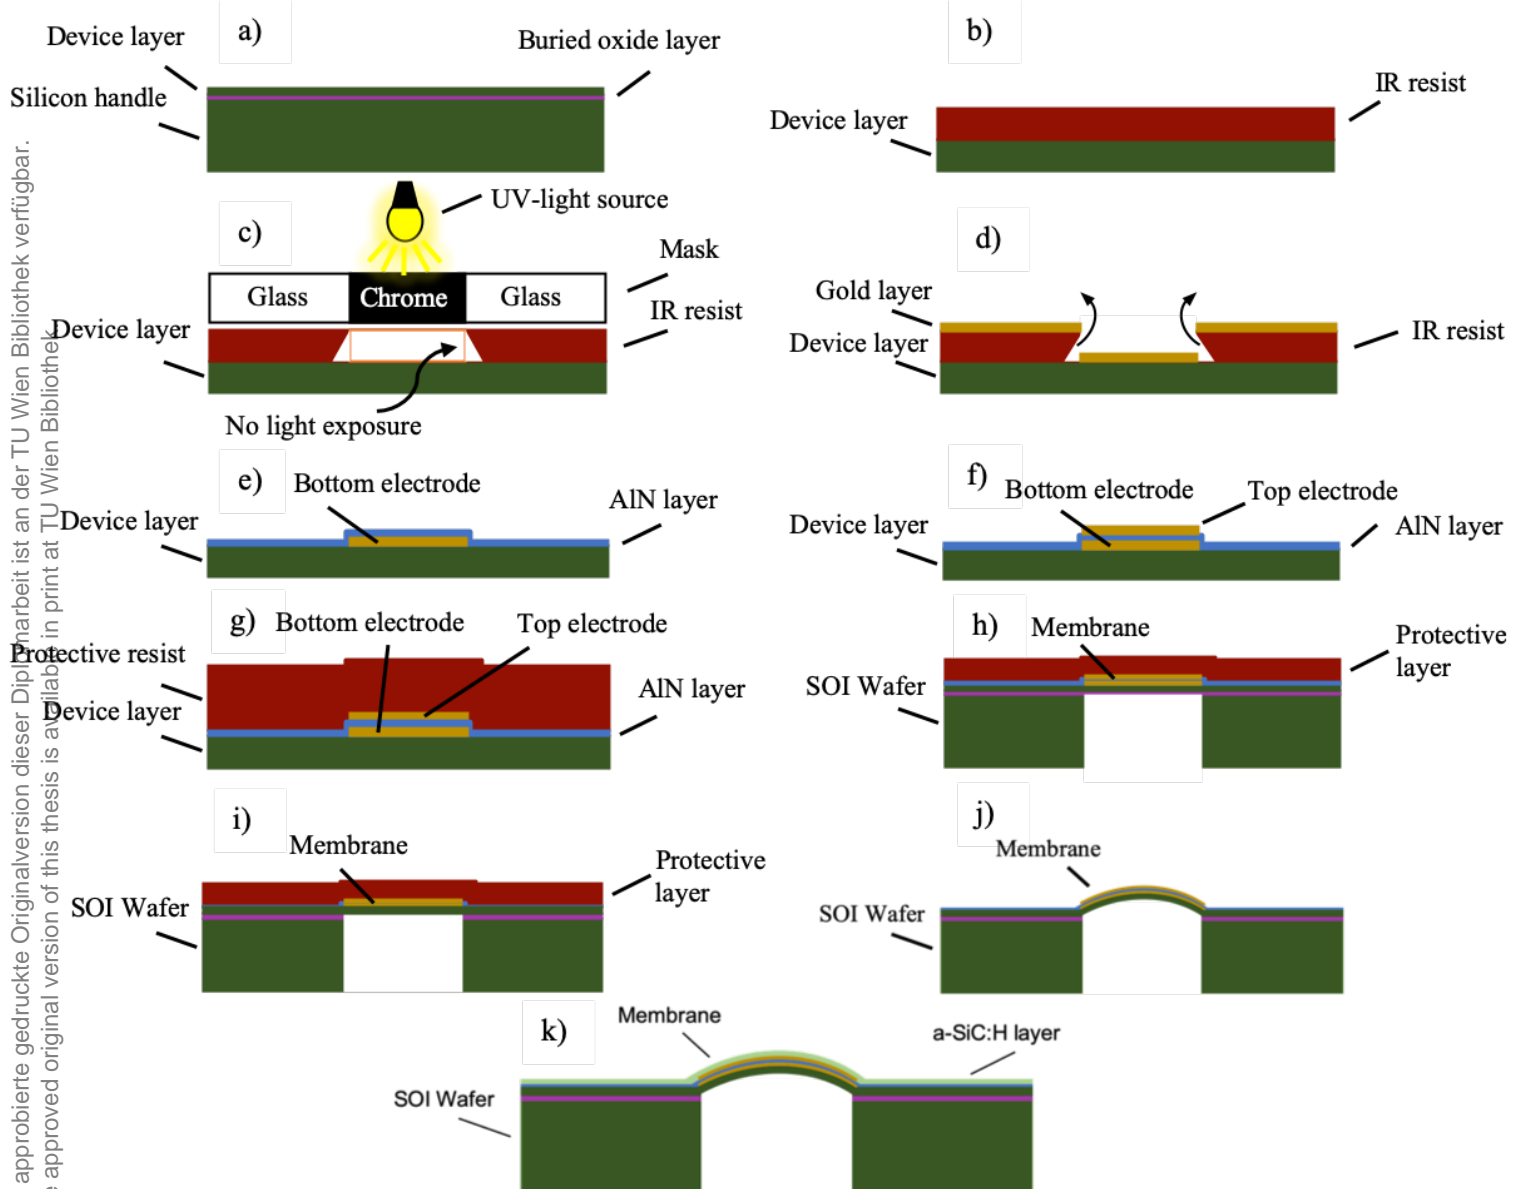 approbierte gedruckte Originalversion dieser Diplomarbeit ist an der TU Wien Bibliothek verfügbar.
approved original version of this thesis is available in print at TU Wien Bibliothek
a)
Device layer
Buried oxide layer
Silicon handle
b)
IR resist
Device layer
c)
UV-light source
Mask
Glass
Chrome
Glass
IR resist
Device layer
No light exposure
d)
Gold layer
Device layer
IR resist
e)
Bottom electrode
AlN layer
Device layer
f)
Bottom electrode
Top electrode
Device layer
AlN layer
g)
Bottom electrode
Top electrode
Protective resist
AlN layer
Device layer
h)
Membrane
Protective
layer
SOI Wafer
i)
Membrane
Protective
layer
SOI Wafer
j)
Membrane
SOI Wafer
k)
Membrane
a-SiC:H layer
SOI Wafer